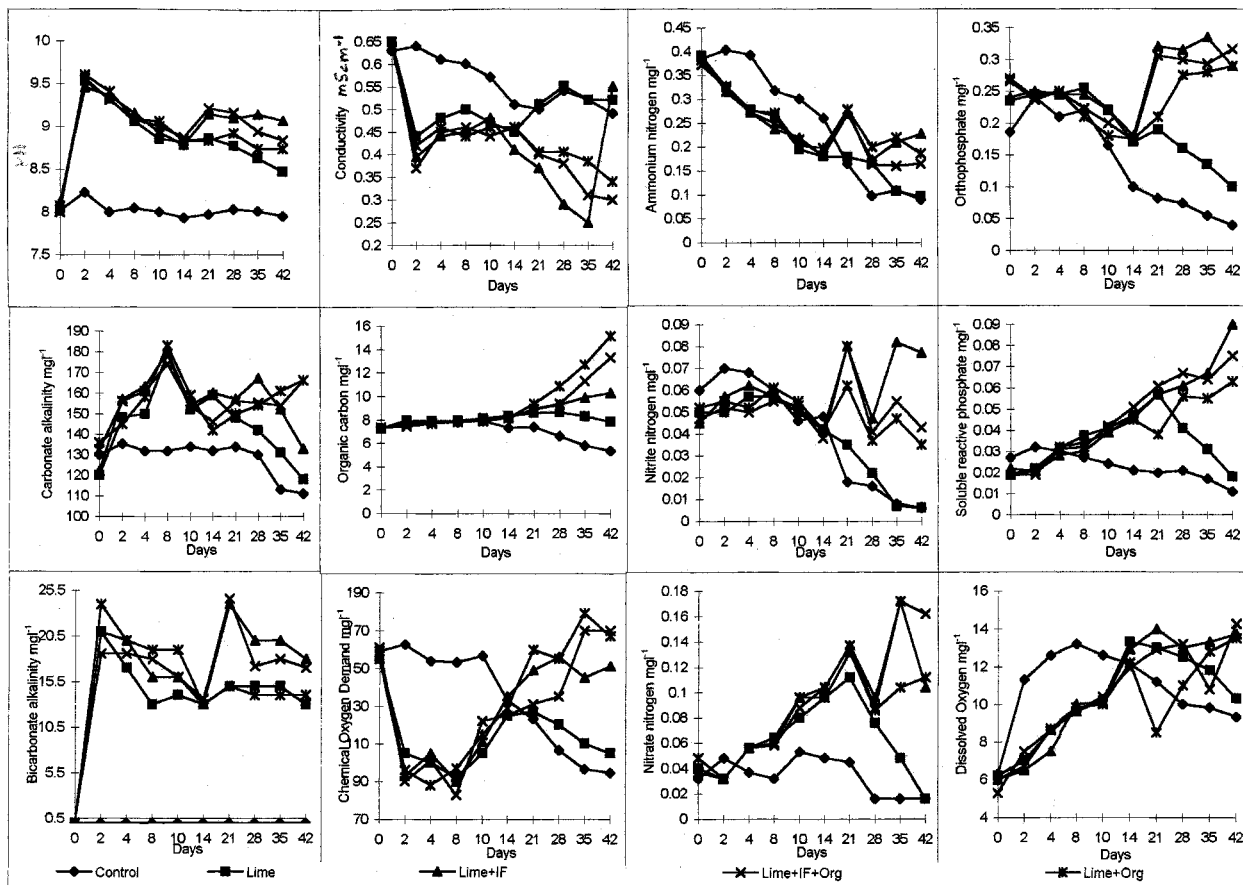 10
9.5
9
8.5
8
7.5
0 2 4 8 10 14 21 28 35 42
Conductivity mScm⁻¹
0.65
0.6
0.55
0.5
0.45
0.4
0.35
0.3
0.25
0.2
0 2 4 8 10 14 21 28 35 42
Days
Ammonium nitrogen mgl⁻¹
0.45
0.4
0.35
0.3
0.25
0.2
0.15
0.1
0.05
0
0 2 4 8 10 14 21 28 35 42
Days
Orthophosphate mgl⁻¹
0.35
0.3
0.25
0.2
0.15
0.1
0.05
0
0 2 4 8 10 14 21 28 35 42
Days
Carbonate alkalinity mgl⁻¹
190
180
170
160
150
140
130
120
110
100
0 2 4 8 10 14 21 28 35 42
Days
Organic carbon mgl⁻¹
16
14
12
10
8
6
4
2
0
0 2 4 8 10 14 21 28 35 42
Days
Nitrite nitrogen mgl⁻¹
0.09
0.08
0.07
0.06
0.05
0.04
0.03
0.02
0.01
0
0 2 4 8 10 14 21 28 35 42
Days
Soluble reactive phosphate mgl⁻¹
0.09
0.08
0.07
0.06
0.05
0.04
0.03
0.02
0.01
0
0 2 4 8 10 14 21 28 35 42
Days
Bicarbonate alkalinity mgl⁻¹
25.5
20.5
15.5
10.5
5.5
0.5
0 2 4 8 10 14 21 28 35 42
Days
Chemical Oxygen Demand mgl⁻¹
190
170
150
130
110
90
70
0 2 4 8 10 14 21 28 35 42
Days
Nitrate nitrogen mgl⁻¹
0.18
0.16
0.14
0.12
0.1
0.08
0.06
0.04
0.02
0
0 2 4 8 10 14 21 28 35 42
Days
Dissolved Oxygen mgl⁻¹
16
14
12
10
8
6
4
0 2 4 8 10 14 21 28 35 42
Days
Control Lime Lime+IF Lime+IF+Org Lime+Org